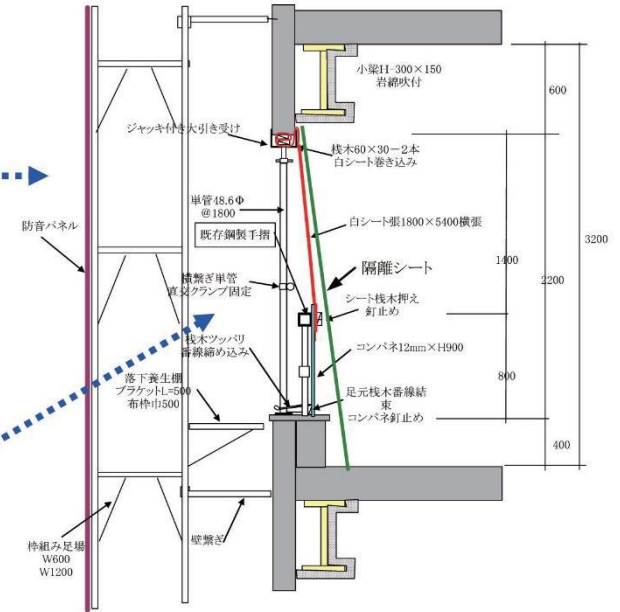 小梁H-300×150
岩綿吹付
600
ジャッキ付き大引き受け
桟木60×30-2本
白シート巻き込み
単管48.6Φ
@1800
防音パネル
白シート張1800×5400横張
既存鋼製手摺
1400
3200
隔離シート
2200
横繋ぎ単管
直交クランプ固定
シート桟木押え
釘止め
桟木ツッパリ
番線締め込み
コンパネ12mm×H900
落下養生棚
ブラケットL=500
布枠巾500
800
足元桟木番線結
束
コンパネ釘止め
400
枠組み足場
W600
W1200
壁繋ぎ